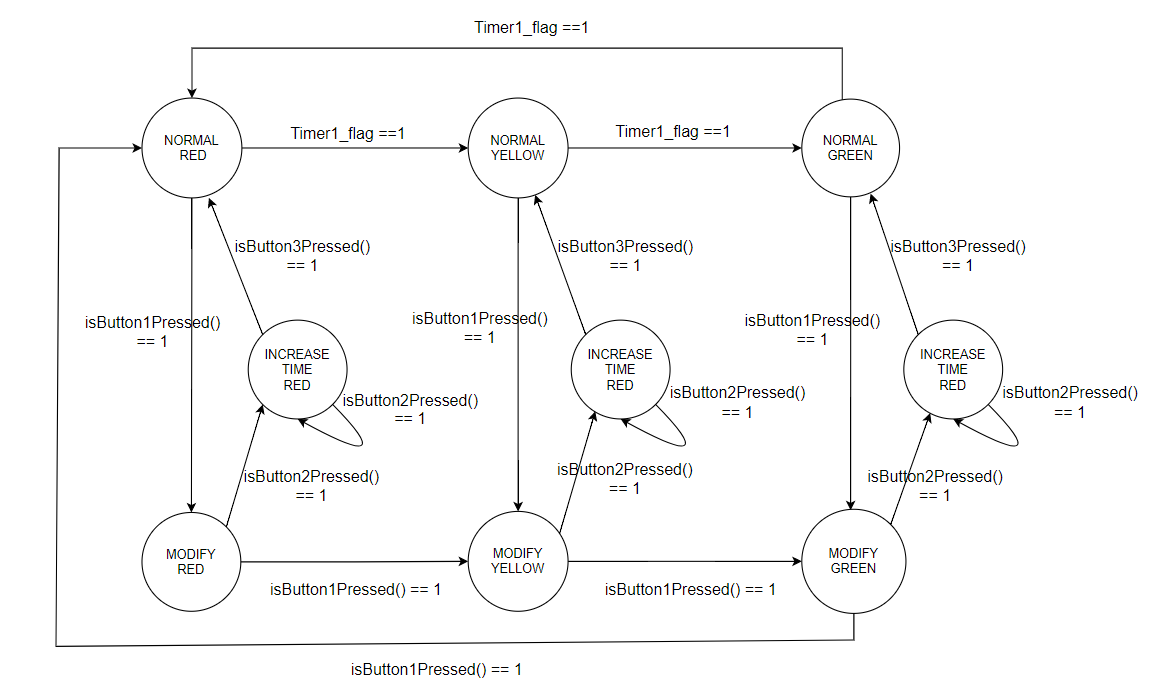 Timer1_flag ==1
NORMAL
RED
Timer1_flag ==1
NORMAL
YELLOW
Timer1_flag ==1
NORMAL
GREEN
isButton3Pressed()
== 1
isButton3Pressed()
== 1
isButton3Pressed()
== 1
isButton1Pressed()
== 1
isButton1Pressed()
== 1
isButton1Pressed()
== 1
INCREASE
TIME
RED
INCREASE
TIME
RED
INCREASE
TIME
RED
isButton2Pressed()
== 1
isButton2Pressed()
== 1
isButton2Pressed()
== 1
isButton2Pressed()
== 1
isButton2Pressed()
== 1
isButton2Pressed()
== 1
MODIFY
RED
MODIFY
YELLOW
MODIFY
GREEN
isButton1Pressed() == 1
isButton1Pressed() == 1
isButton1Pressed() == 1